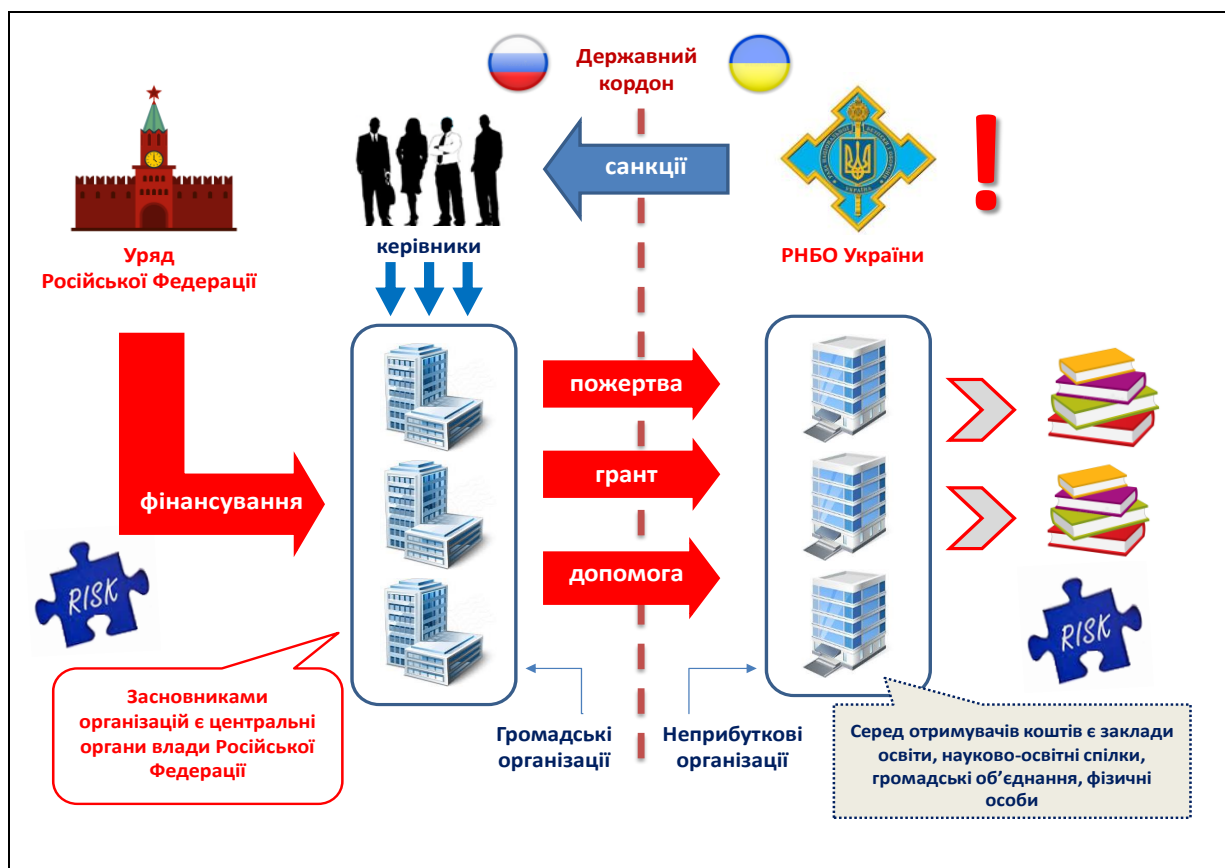 Державний
кордон
санкції
Уряд
Російської Федерації
керівники
РНБО України
пожертва
грант
фінансування
допомога
RISK
RISK
Засновниками
організацій є центральні
органи влади Російської
Федерації
Громадські
організації
Неприбуткові
організації
Серед отримувачів коштів є заклади
освіти, науково-освітні спілки,
громадські об’єднання, фізичні
особи